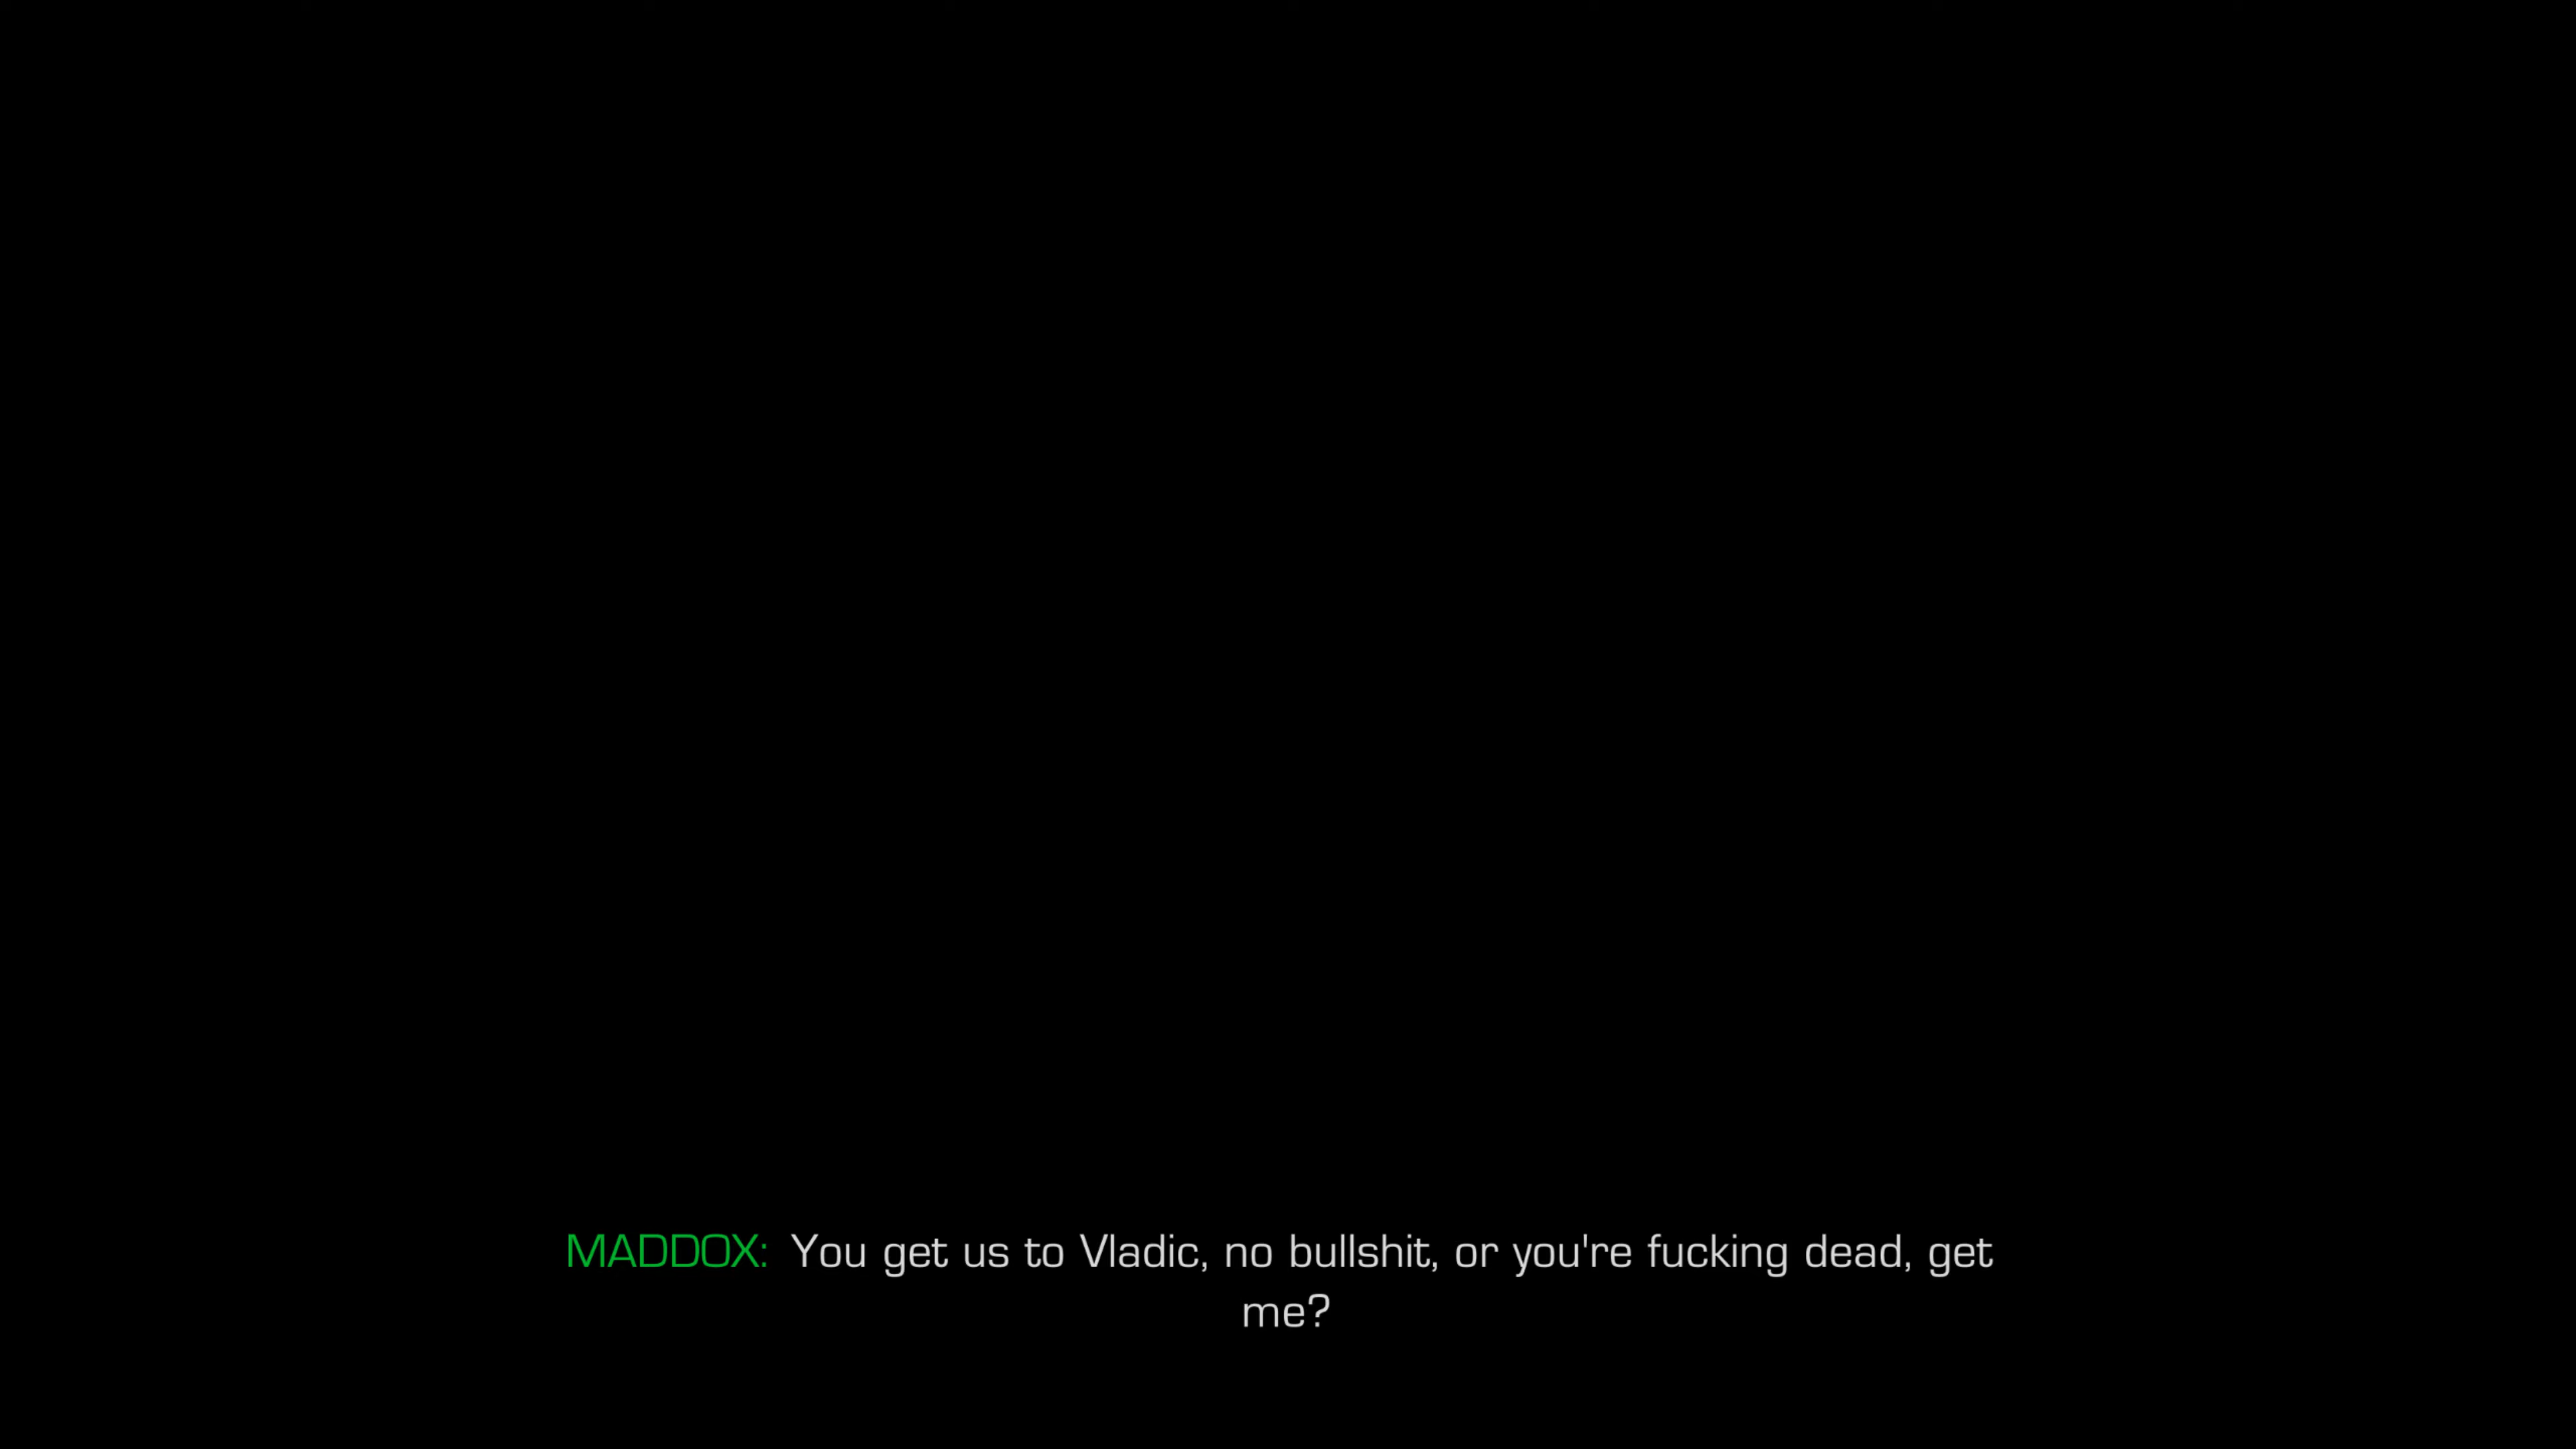 MADDOX: You get us to Vladic, no bullshit, or you're fucking dead, get
me?